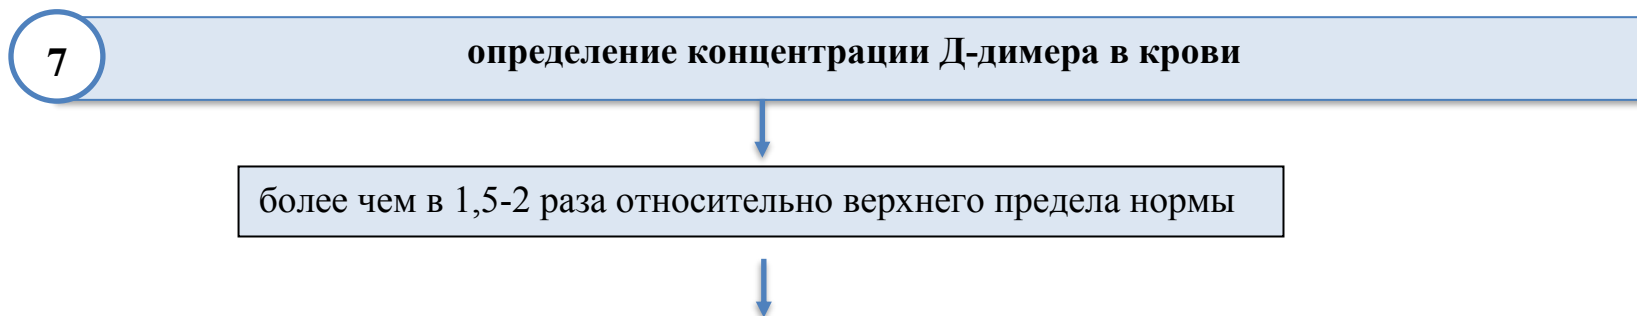 7
определение концентрации Д-димера в крови
более чем в 1,5-2 раза относительно верхнего предела нормы